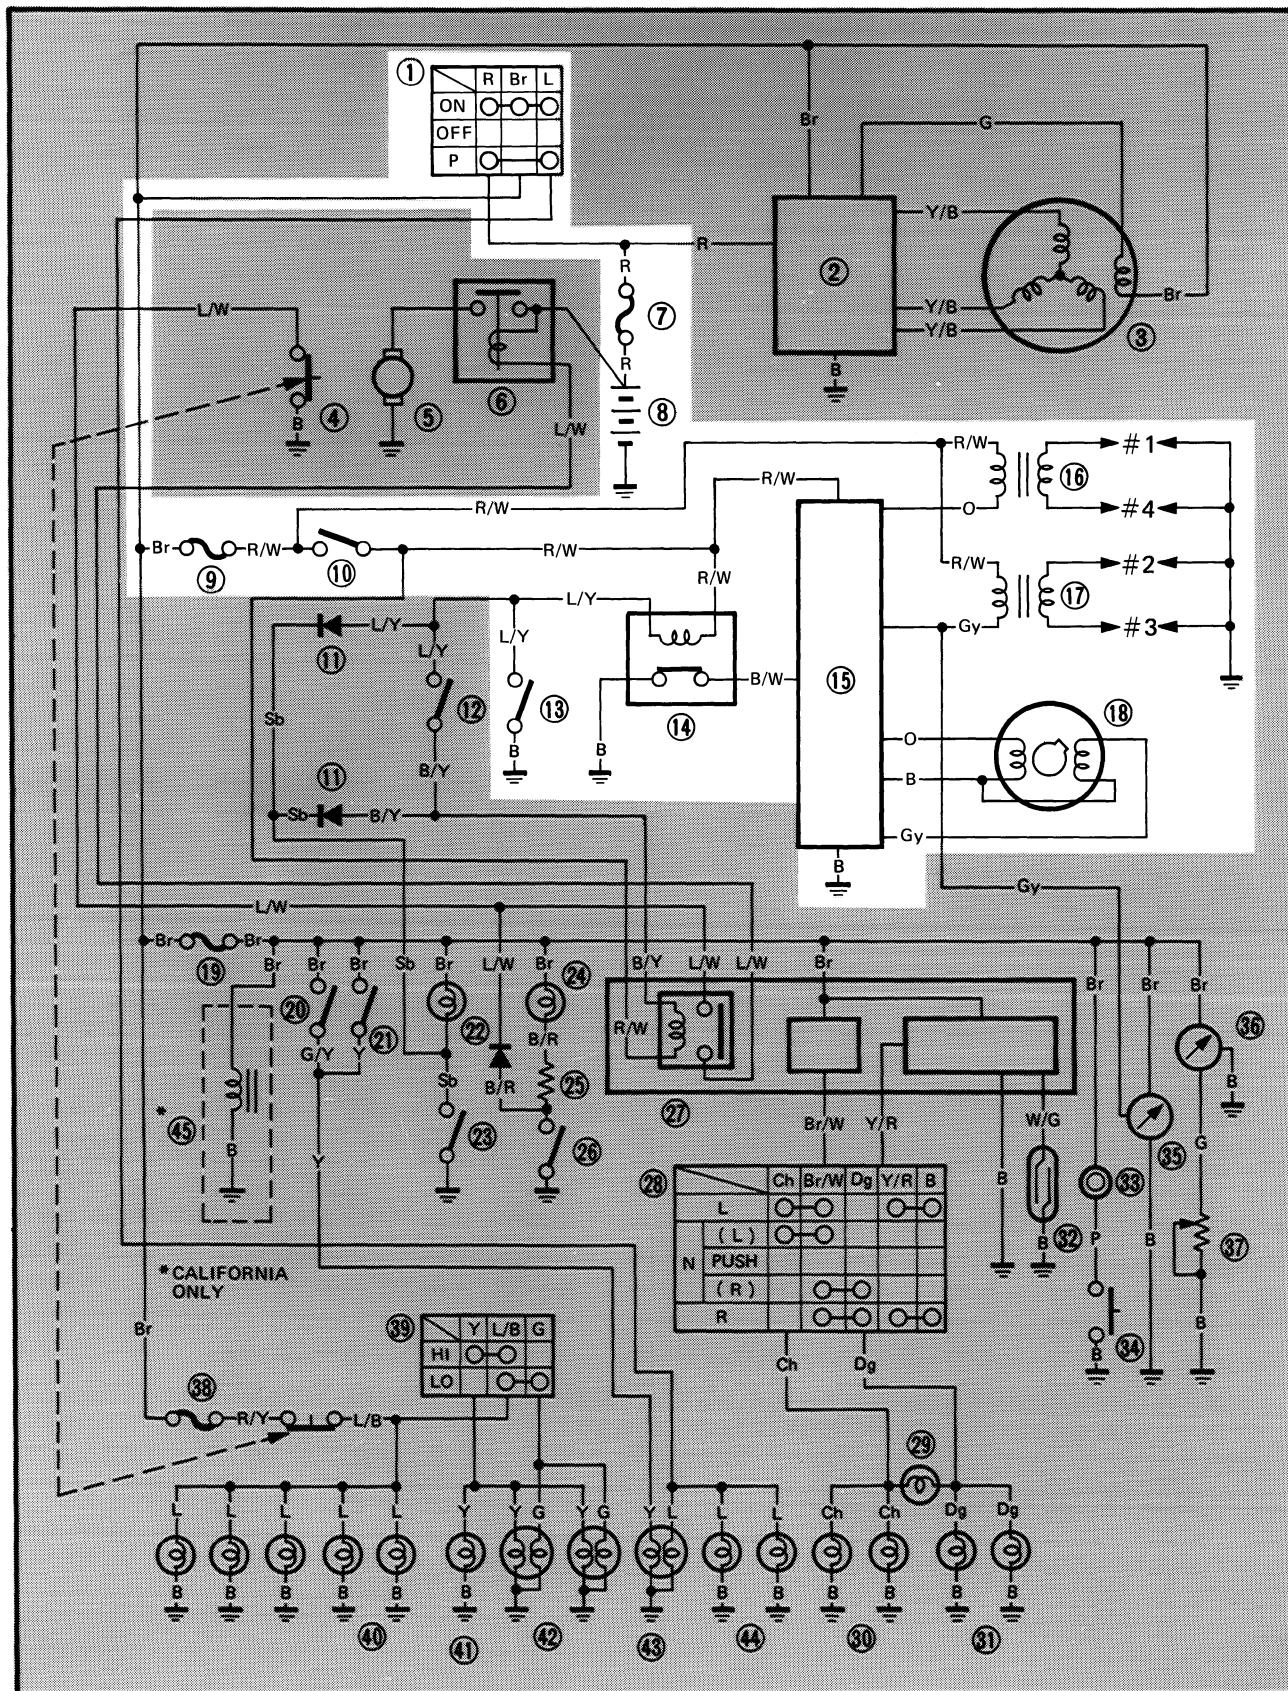 ① R Br L
ON
OFF
P
Br
G
Y/B
R
②
R
L/W
⑦
Y/B
Y/B
Br
③
R
B
④
⑤
⑥
⑧
B
L/W
R/W
#1
R/W
⑯
R/W
O
#4
Br
R/W
R/W
R/W
#2
⑨
⑩
R/W
⑰
L/Y
L/Y
L/Y
L/Y
Gy
#3
⑪
B/W
⑮
Sb
⑫
⑬
⑭
⑱
O
B
B
B/Y
B
⑪
Sb
B/Y
Gy
B
Gy
L/W
Br
Br
⑲
Br
Br
Br
Sb
Br
L/W
Br
㉔
B/Y
L/W
L/W
Br
Br
Br
Br
⑳
㉑
㉒
R/W
㊱
G/Y
Y
B/R
B
Sb
B/R
㉕
*
㊺
㉗
Br/W
Y/R
W/G
㉟
B
㉓
㉖
G
㉘ Ch Br/W Dg Y/R B
Y
L
B
㉝
N (L)
PUSH
(R)
R
B
㉜
P
B
㊲
*CALIFORNIA
ONLY
Br
㊴ Y L/B G
HI
LO
Ch
Dg
B
㉞
B
㊳
R/Y
L/B
㉙
L L L L L Y Y G Y G Y L L L Ch Ch Dg Dg
B B B B B B B B B B B B B
㊵ ㊶ ㊷ ㊸ ㊹ ㉚ ㉛